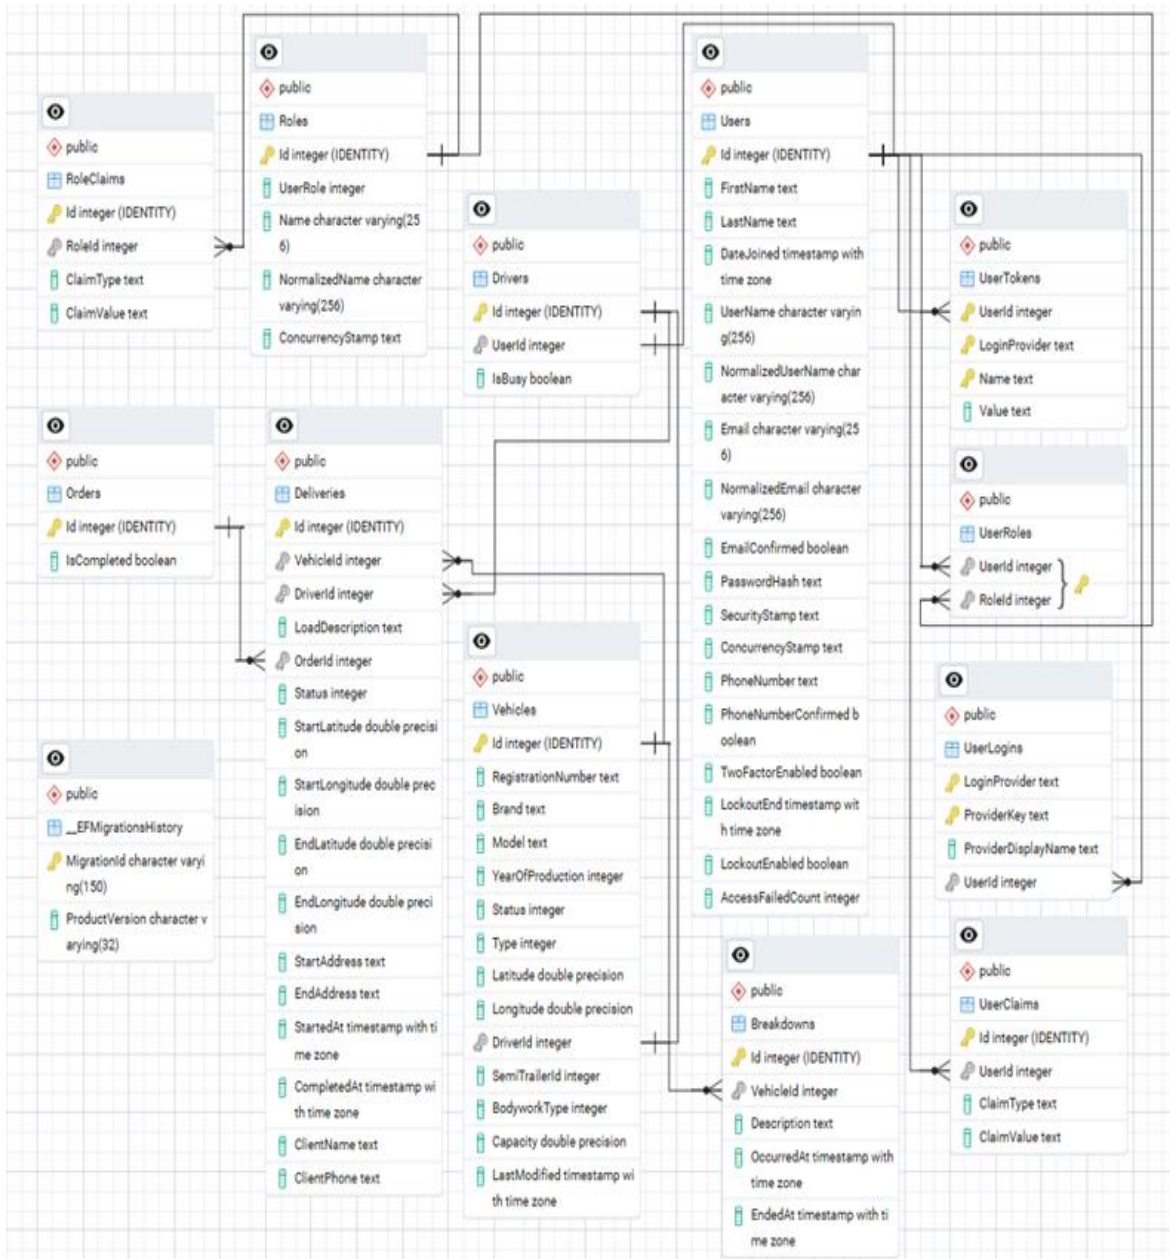 public
RoleClaims
Id integer (IDENTITY)
RoleId integer
ClaimType text
ClaimValue text
public
Roles
Id integer (IDENTITY)
UserRole integer
Name character varying(25
6)
NormalizedName character
varying(256)
ConcurrencyStamp text
public
Drivers
Id integer (IDENTITY)
UserId integer
IsBusy boolean
public
Users
Id integer (IDENTITY)
FirstName text
LastName text
DateJoined timestamp with
time zone
UserName character varyin
g(256)
NormalizedUserName char
acter varying(256)
Email character varying(25
6)
NormalizedEmail character
varying(256)
EmailConfirmed boolean
PasswordHash text
SecurityStamp text
ConcurrencyStamp text
PhoneNumber text
PhoneNumberConfirmed b
oolean
TwoFactorEnabled boolean
LockoutEnd timestamp wit
h time zone
LockoutEnabled boolean
AccessFailedCount integer
public
UserTokens
UserId integer
LoginProvider text
Name text
Value text
public
Orders
Id integer (IDENTITY)
IsCompleted boolean
public
Deliveries
Id integer (IDENTITY)
VehicleId integer
DriverId integer
LoadDescription text
OrderId integer
Status integer
StartLatitude double precisi
on
StartLongitude double prec
ision
EndLatitude double precisi
on
EndLongitude double preci
sion
StartAddress text
EndAddress text
StartedAt timestamp with ti
me zone
CompletedAt timestamp wi
th time zone
ClientName text
ClientPhone text
public
UserRoles
UserId integer
RoleId integer
public
Vehicles
Id integer (IDENTITY)
RegistrationNumber text
Brand text
Model text
YearOfProduction integer
Status integer
Type integer
Latitude double precision
Longitude double precision
DriverId integer
SemiTrailerId integer
BodyworkType integer
Capacity double precision
LastModified timestamp wi
th time zone
public
UserLogins
LoginProvider text
ProviderKey text
ProviderDisplayName text
UserId integer
public
__EFMigrationsHistory
MigrationId character varyi
ng(150)
ProductVersion character v
arying(32)
public
Breakdowns
Id integer (IDENTITY)
VehicleId integer
Description text
OccurredAt timestamp with
time zone
EndedAt timestamp with ti
me zone
public
UserClaims
Id integer (IDENTITY)
UserId integer
ClaimType text
ClaimValue text